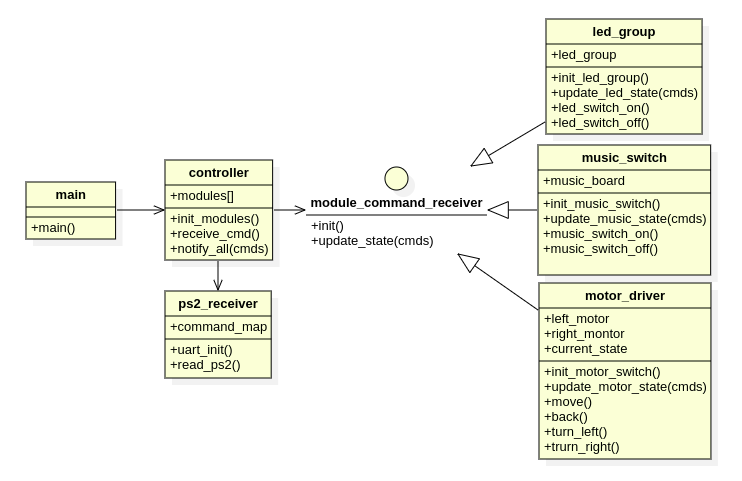 main
+main()
controller
+modules[]
+init_modules()
+receive_cmd()
+notify_all(cmds)
ps2_receiver
+command_map
+uart_init()
+read_ps2()
module_command_receiver
+init()
+update_state(cmds)
led_group
+led_group
+init_led_group()
+update_led_state(cmds)
+led_switch_on()
+led_switch_off()
music_switch
+music_board
+init_music_switch()
+update_music_state(cmds)
+music_switch_on()
+music_switch_off()
motor_driver
+left_motor
+right_montor
+current_state
+init_motor_switch()
+update_motor_state(cmds)
+move()
+back()
+turn_left()
+trurn_right()